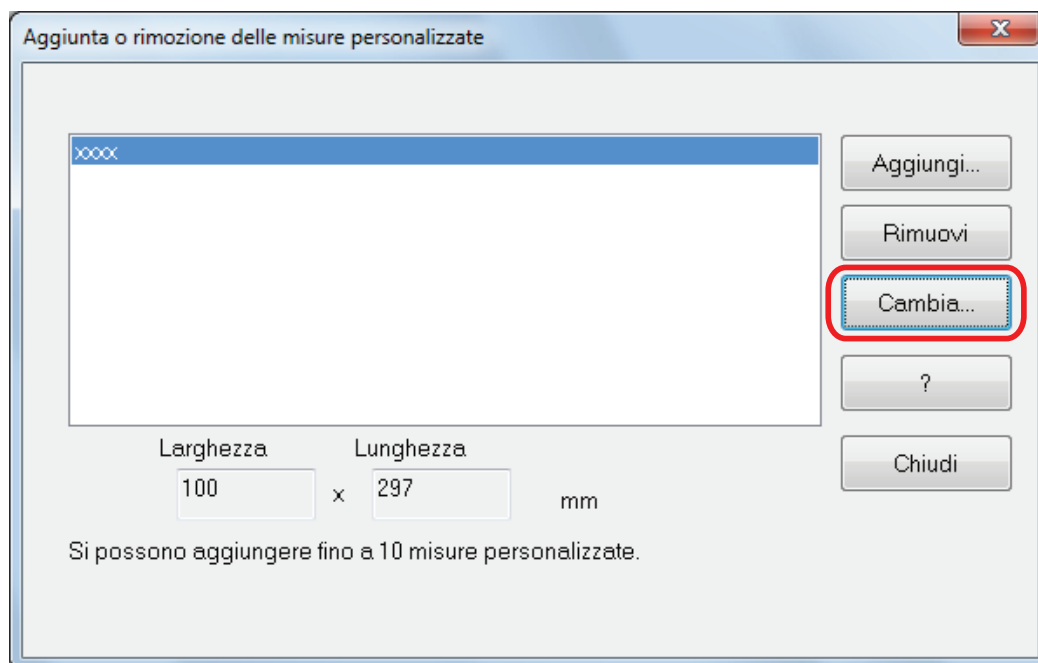 Aggiunta o rimozione delle misure personalizzate
x
xxxx
Aggiungi...
Rimuovi
Cambia...
?
Chiudi
Larghezza Lunghezza
100 x 297 mm
Si possono aggiungere fino a 10 misure personalizzate.